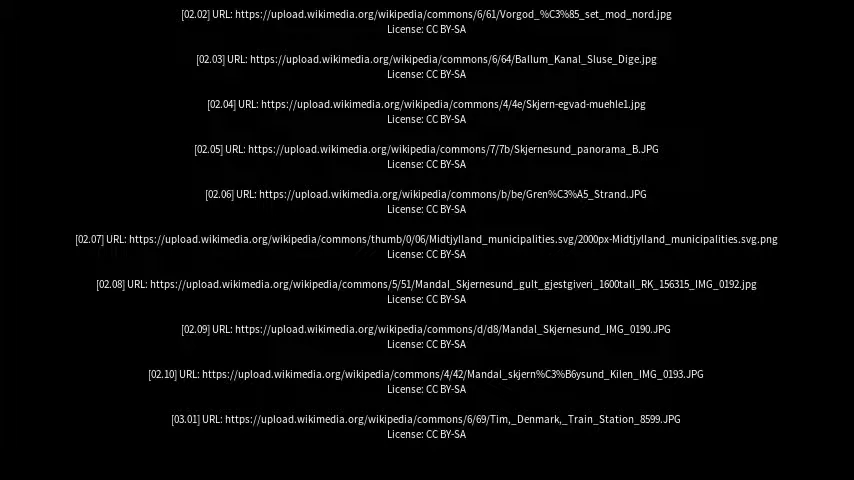 [02.02] URL: https://upload.wikimedia.org/wikipedia/commons/6/61/Vorgod_%C3%85_set_mod_nord.jpg
License: CC BY-SA
[02.03] URL: https://upload.wikimedia.org/wikipedia/commons/6/64/Ballum_Kanal_Sluse_Dige.jpg
License: CC BY-SA
[02.04] URL: https://upload.wikimedia.org/wikipedia/commons/4/4e/Skjern-egvad-muehle1.jpg
License: CC BY-SA
[02.05] URL: https://upload.wikimedia.org/wikipedia/commons/7/7b/Skjernesund_panorama_B.JPG
License: CC BY-SA
[02.06] URL: https://upload.wikimedia.org/wikipedia/commons/b/be/Gren%C3%A5_Strand.JPG
License: CC BY-SA
[02.07] URL: https://upload.wikimedia.org/wikipedia/commons/thumb/0/06/Midtjylland_municipalities.svg/2000px-Midtjylland_municipalities.svg.png
License: CC BY-SA
[02.08] URL: https://upload.wikimedia.org/wikipedia/commons/5/51/Mandal_Skjernesund_gult_gjestgiveri_1600tall_RK_156315_IMG_0192.jpg
License: CC BY-SA
[02.09] URL: https://upload.wikimedia.org/wikipedia/commons/d/d8/Mandal_Skjernesund_IMG_0190.JPG
License: CC BY-SA
[02.10] URL: https://upload.wikimedia.org/wikipedia/commons/4/42/Mandal_skjern%C3%B6ysund_Kilen_IMG_0193.JPG
License: CC BY-SA
[03.01] URL: https://upload.wikimedia.org/wikipedia/commons/6/69/Tim,_Denmark,_Train_Station_8599.JPG
License: CC BY-SA